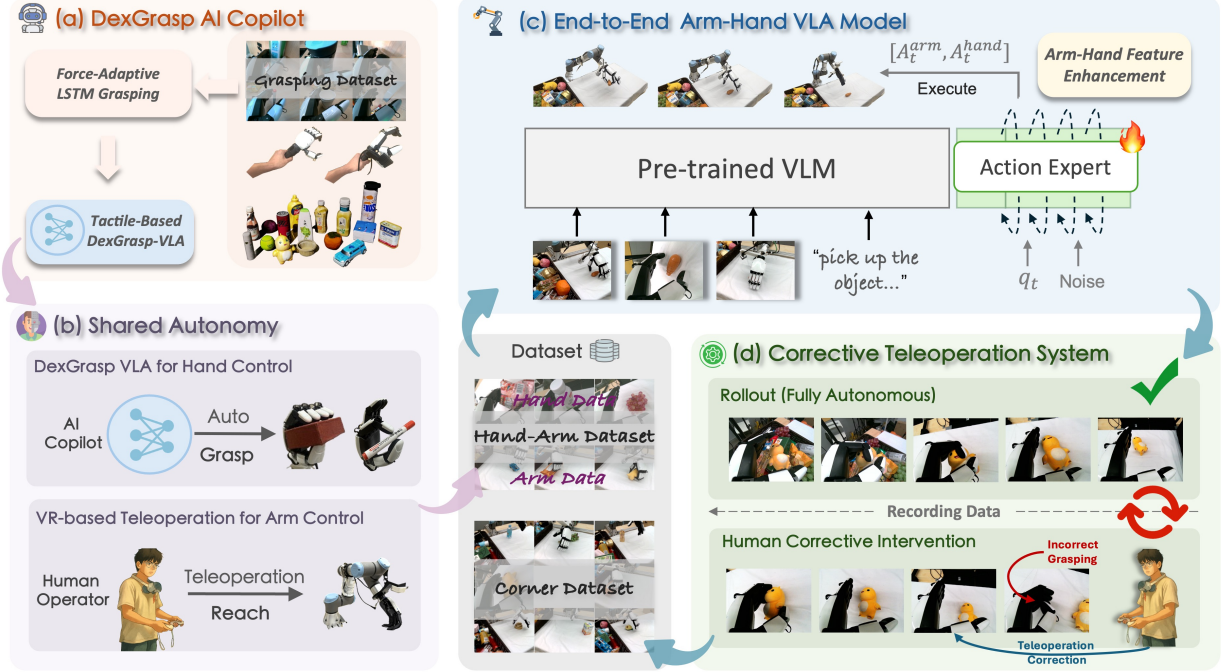 (a) DexGrasp AI Copilot
Force-Adaptive
LSTM Grasping
Grasping Dataset
Tactile-Based
DexGrasp-VLA
(b) Shared Autonomy
DexGrasp VLA for Hand Control
AI
Copilot
Auto
Grasp
VR-based Teleoperation for Arm Control
Human
Operator
Teleoperation
Reach
(c) End-to-End Arm-Hand VLA Model
[A_t^{arm}, A_t^{hand}]
Execute
Arm-Hand Feature
Enhancement
Pre-trained VLM
Action Expert
"pick up the
object..."
q_t
Noise
Dataset
Hand Data
Hand-Arm Dataset
Arm Data
Corner Dataset
(d) Corrective Teleoperation System
Rollout (Fully Autonomous)
Recording Data
Human Corrective Intervention
Incorrect
Grasping
Teleoperation
Correction